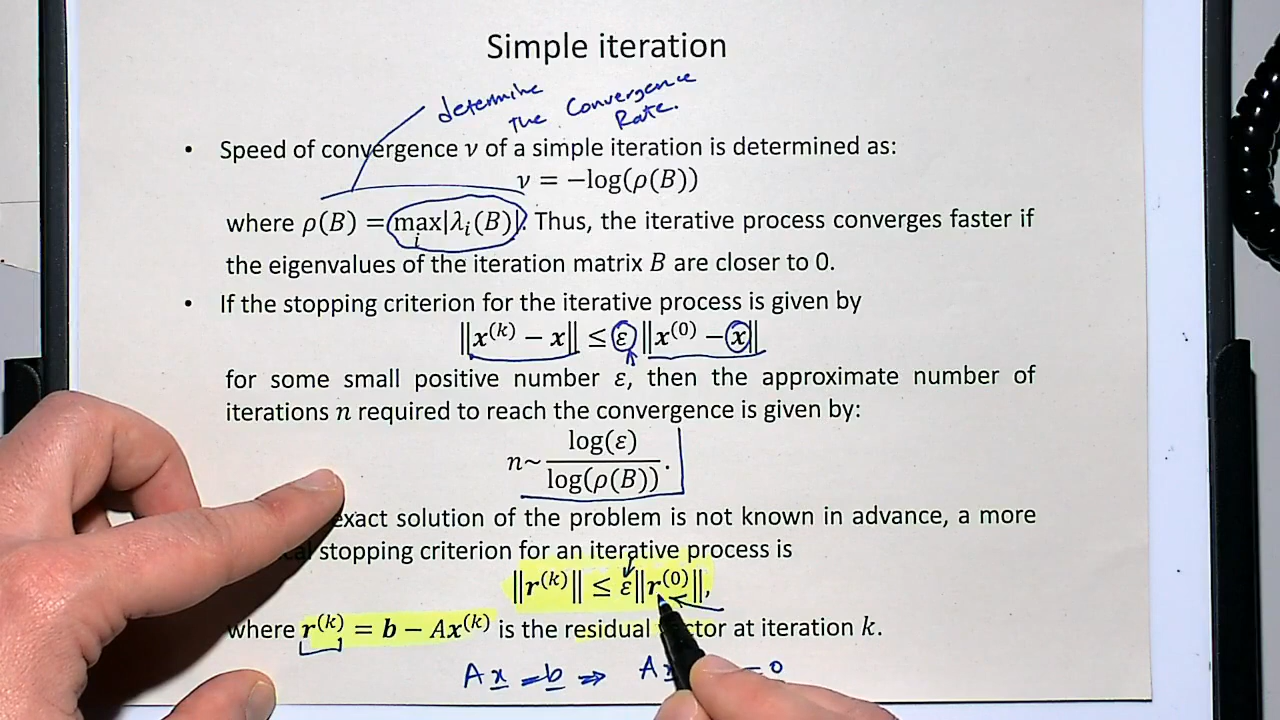 Simple iteration
determine
the Convergence
Rate.
• Speed of convergence ν of a simple iteration is determined as:
ν = −log(ρ(B))
where ρ(B) = max|λᵢ(B)|. Thus, the iterative process converges faster if
i
the eigenvalues of the iteration matrix B are closer to 0.
• If the stopping criterion for the iterative process is given by
‖x⁽ᵏ⁾ − x‖ ≤ ε ‖x⁽⁰⁾ − x‖
for some small positive number ε, then the approximate number of
iterations n required to reach the convergence is given by:
n~ log(ε) / log(ρ(B)).
exact solution of the problem is not known in advance, a more
stopping criterion for an iterative process is
‖r⁽ᵏ⁾‖ ≤ ε‖r⁽⁰⁾‖,
where r⁽ᵏ⁾ = b − Ax⁽ᵏ⁾ is the residual vector at iteration k.
Ax = b ⇒ Ax = 0